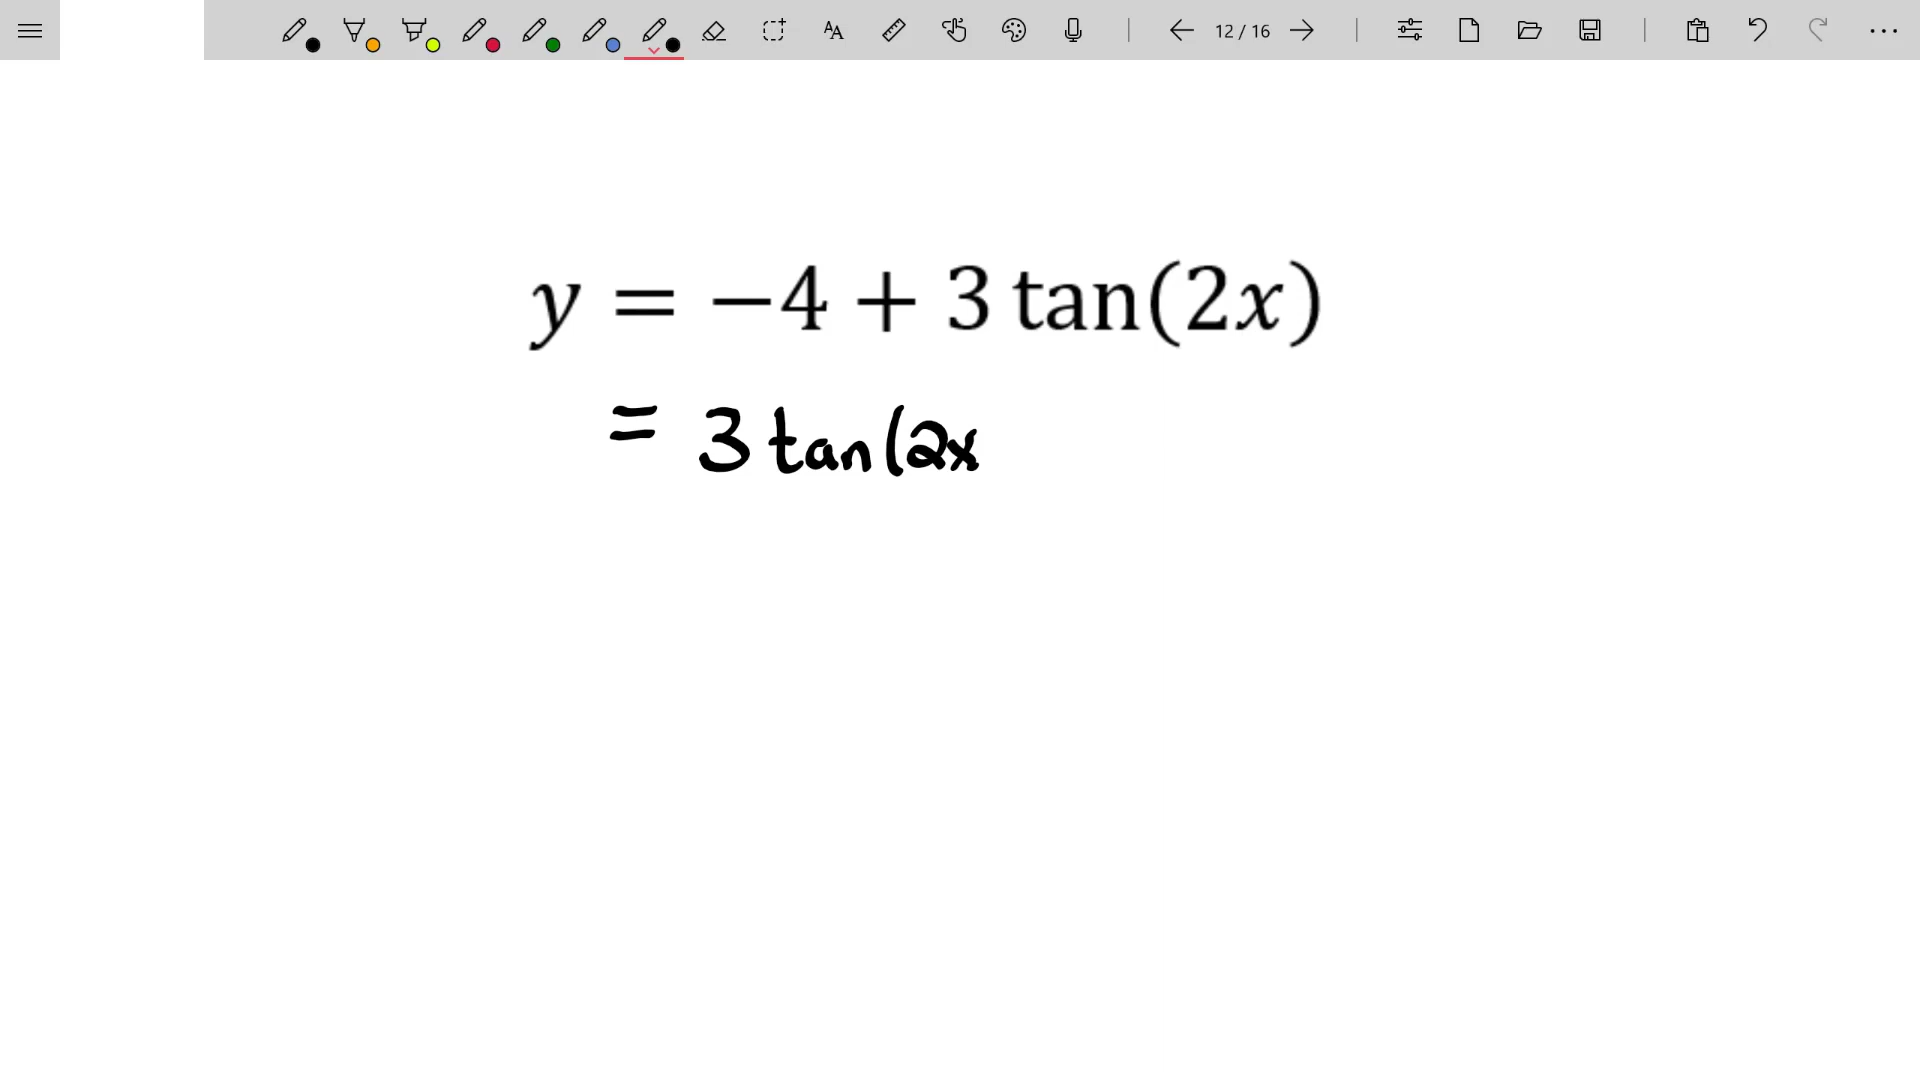 12 / 16
y = −4 + 3 tan(2x)
= 3 tan(2x